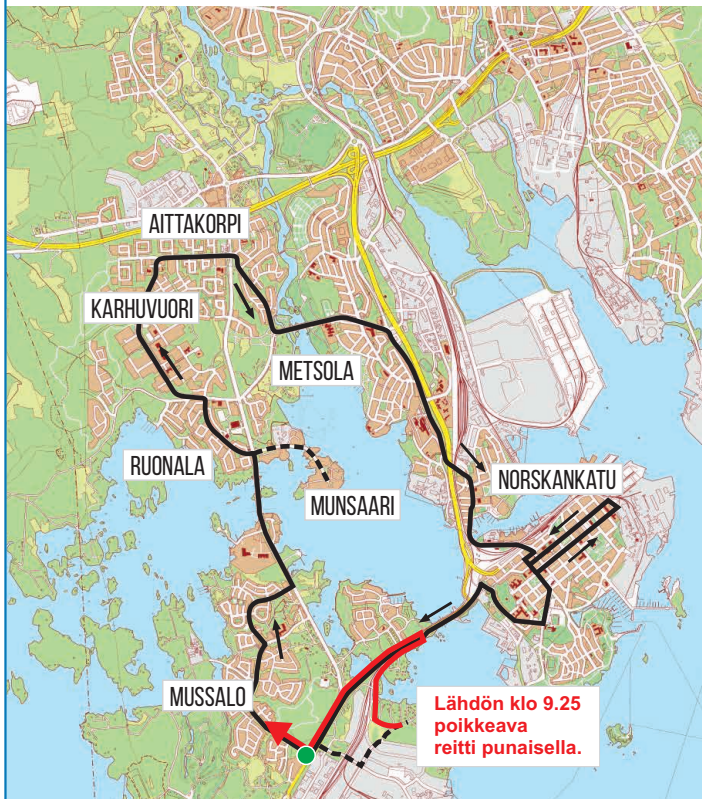 AITTAKORPI
KARHUVUORI
METSOLA
RUONALA
MUNSAARI
NORSKANKATU
MUSSALO
Lähdön klo 9.25
poikkeava
reitti punaisella.